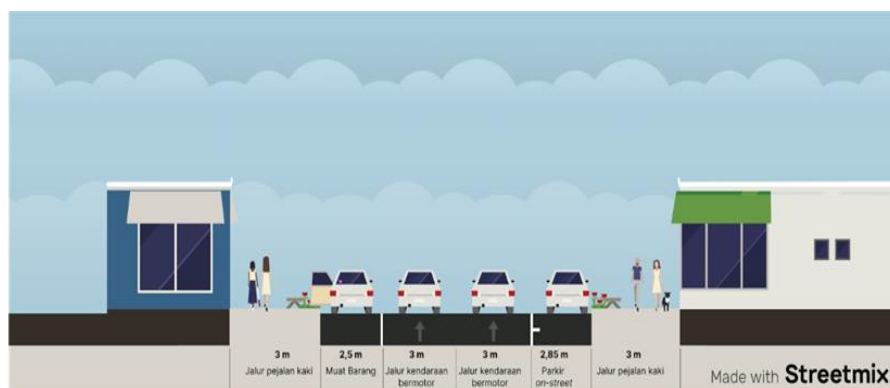 3 m
Jalur pejalan kaki
2,5 m
Muat Barang
3 m
Jalur kendaraan
bermotor
3 m
Jalur kendaraan
bermotor
2,85 m
Parkir
on-street
3 m
Jalur pejalan kaki
Made with Streetmix